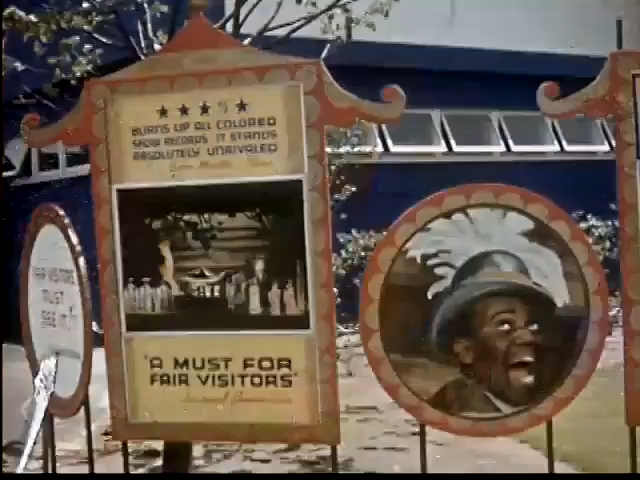 FAIR VISITORS
MUST
SEE IT!
BURNS UP ALL COLORED
SHOW RECORDS IT STANDS
ABSOLUTELY UNRIVALED
"A MUST FOR
FAIR VISITORS"